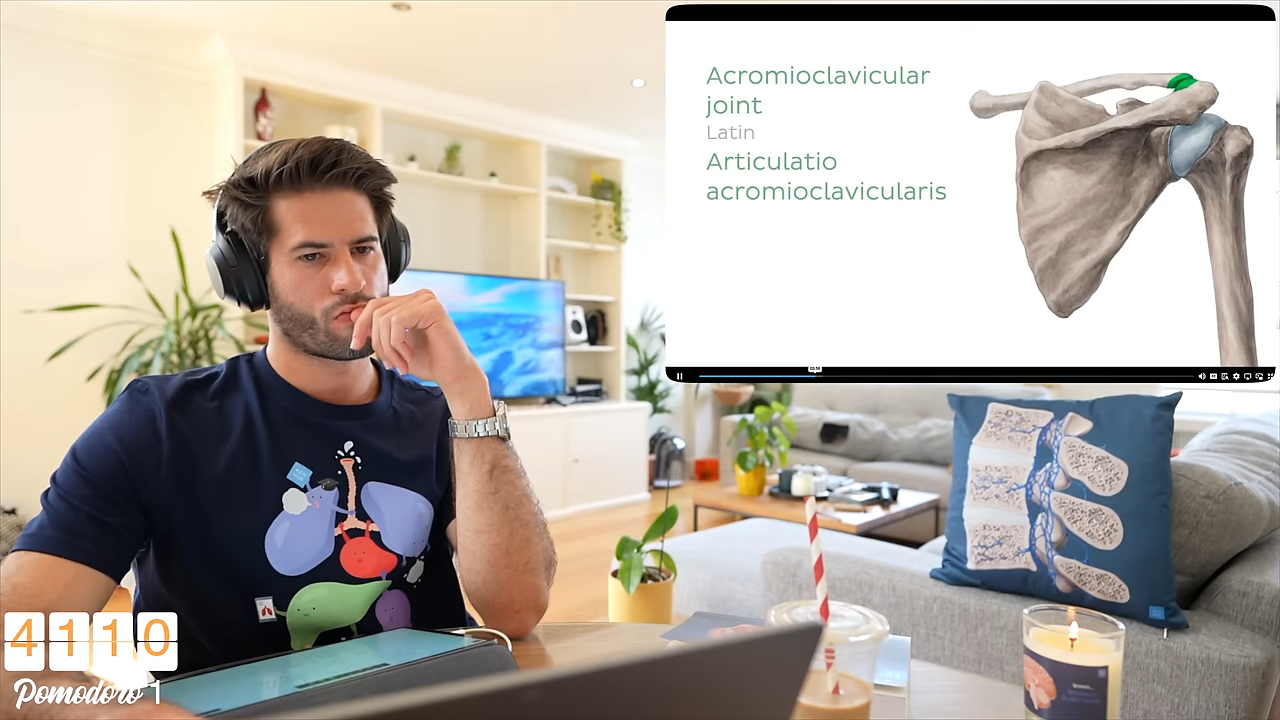 Acromioclavicular
joint
Latin
Articulatio
acromioclavicularis
4110
Pomodoro 1